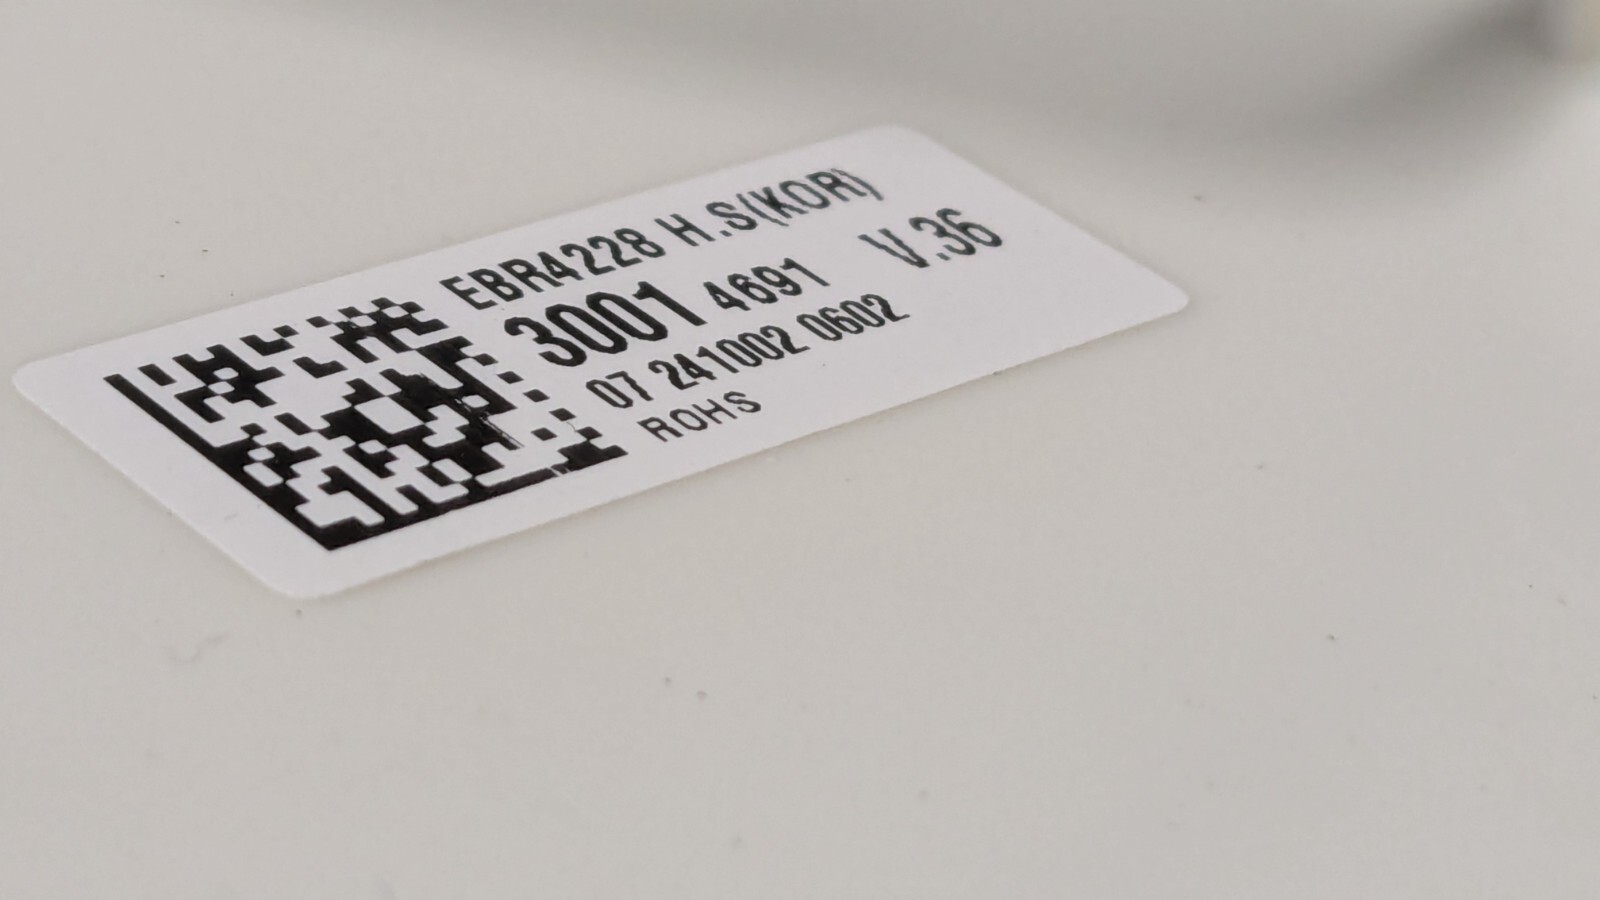 EBR4228 H.S(KOR)
3001 4691 V.36
07 241002 0602
ROHS